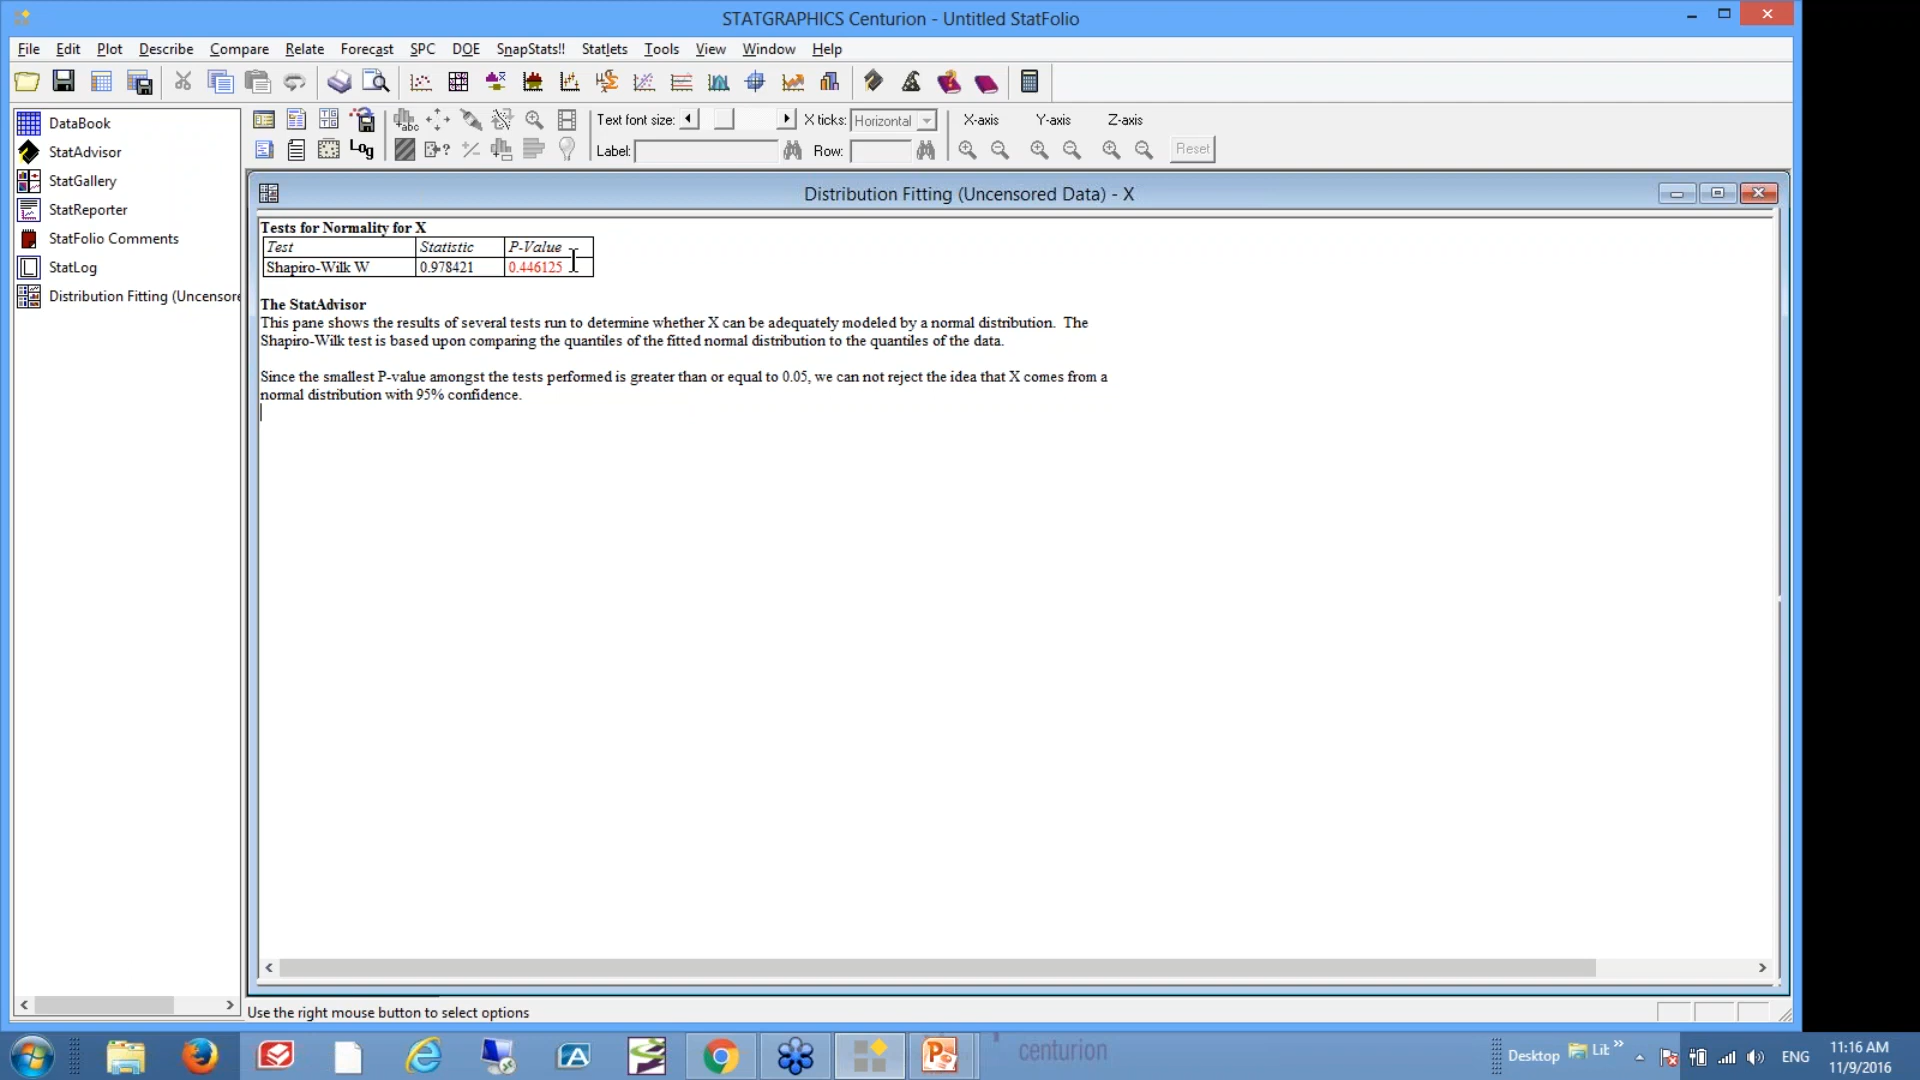 STATGRAPHICS Centurion - Untitled StatFolio
File Edit Plot Describe Compare Relate Forecast SPC DOE SnapStats!! Statlets Tools View Window Help
Text font size: X ticks: Horizontal X-axis Y-axis Z-axis
Log Label: Row: Reset
DataBook
StatAdvisor
StatGallery
StatReporter
StatFolio Comments
StatLog
Distribution Fitting (Uncensore
Distribution Fitting (Uncensored Data) - X
Tests for Normality for X
Test Statistic P-Value
Shapiro-Wilk W 0.978421 0.446125
The StatAdvisor
This pane shows the results of several tests run to determine whether X can be adequately modeled by a normal distribution. The
Shapiro-Wilk test is based upon comparing the quantiles of the fitted normal distribution to the quantiles of the data.
Since the smallest P-value amongst the tests performed is greater than or equal to 0.05, we can not reject the idea that X comes from a
normal distribution with 95% confidence.
Use the right mouse button to select options
centurion
Desktop Lit » ENG 11:16 AM
11/9/2016